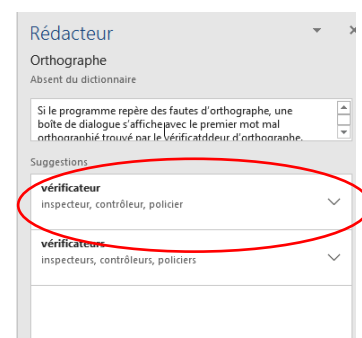 Rédacteur
Orthographe
Absent du dictionnaire
Si le programme repère des fautes d'orthographe, une
boîte de dialogue s'affiche avec le premier mot mal
orthographié trouvé par le vérificatddeur d'orthographe.
Suggestions
vérificateur
inspecteur, contrôleur, policier
vérificateurs
inspecteurs, contrôleurs, policiers